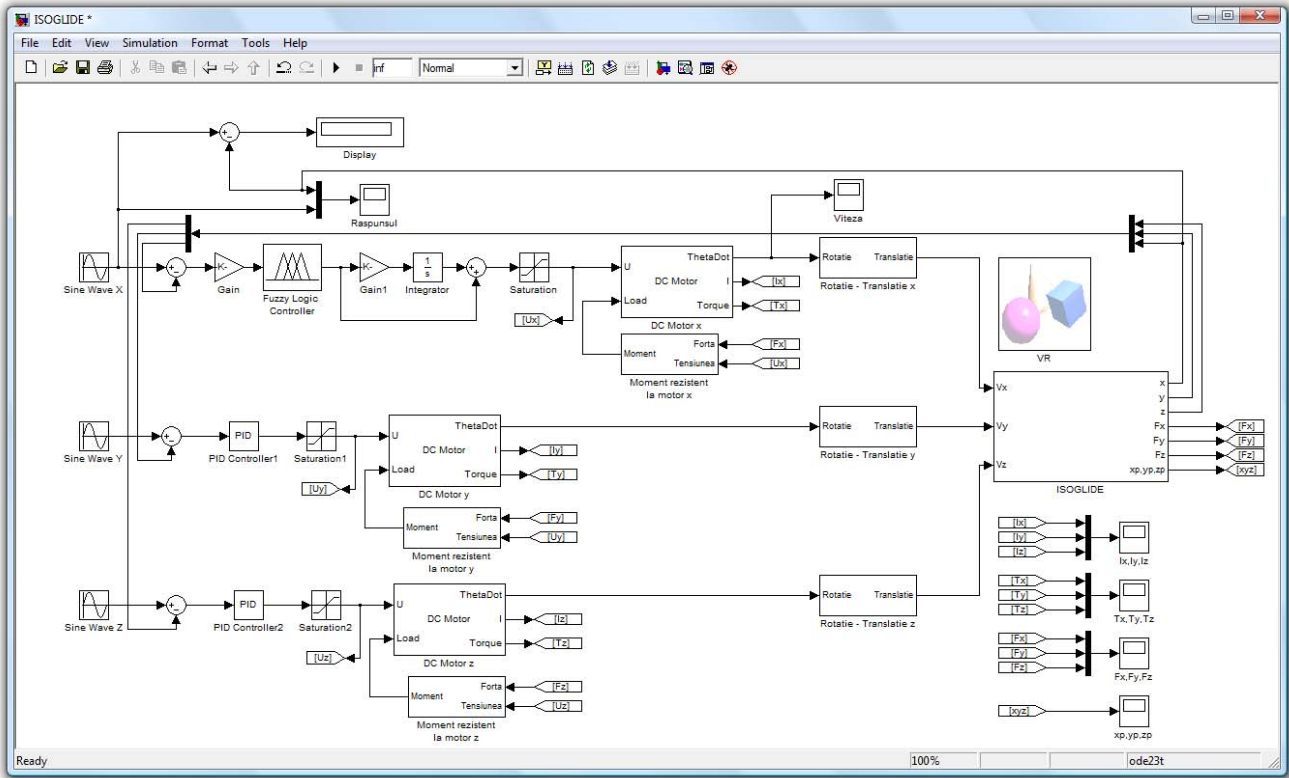 ISOGLIDE *
File Edit View Simulation Format Tools Help
inf Normal
Display
Raspunsul
Viteza
Sine Wave X
+
-
K-
Gain
Fuzzy Logic
Controller
K-
Gain1
1
s
Integrator
+
+
Saturation
[Ux]
U
Load
ThetaDot
DC Motor
I
Torque
DC Motor x
[Ix]
[Tx]
Moment
Forta
Tensiunea
[Fx]
[Ux]
Moment rezistent
la motor x
Rotatie Translatie
Rotatie - Translatie x
VR
Sine Wave Y
PID
PID Controller1
Saturation1
[Uy]
U
Load
ThetaDot
DC Motor
I
Torque
DC Motor y
[Iy]
[Ty]
Moment
Forta
Tensiunea
[Fy]
[Uy]
Moment rezistent
la motor y
Rotatie Translatie
Rotatie - Translatie y
Vx
Vy
Vz
x
y
z
Fx
Fy
Fz
xp,yp,zp
ISOGLIDE
[Fx]
[Fy]
[Fz]
[xyz]
Sine Wave Z
PID
PID Controller2
Saturation2
[Uz]
U
Load
ThetaDot
DC Motor
I
Torque
DC Motor z
[Iz]
[Tz]
Moment
Forta
Tensiunea
[Fz]
[Uz]
Moment rezistent
la motor z
Rotatie Translatie
Rotatie - Translatie z
[Ix]
[Iy]
[Iz]
Ix,Iy,Iz
[Tx]
[Ty]
[Tz]
Tx,Ty,Tz
[Fx]
[Fy]
[Fz]
Fx,Fy,Fz
[xyz]
xp,yp,zp
Ready 100% ode23t